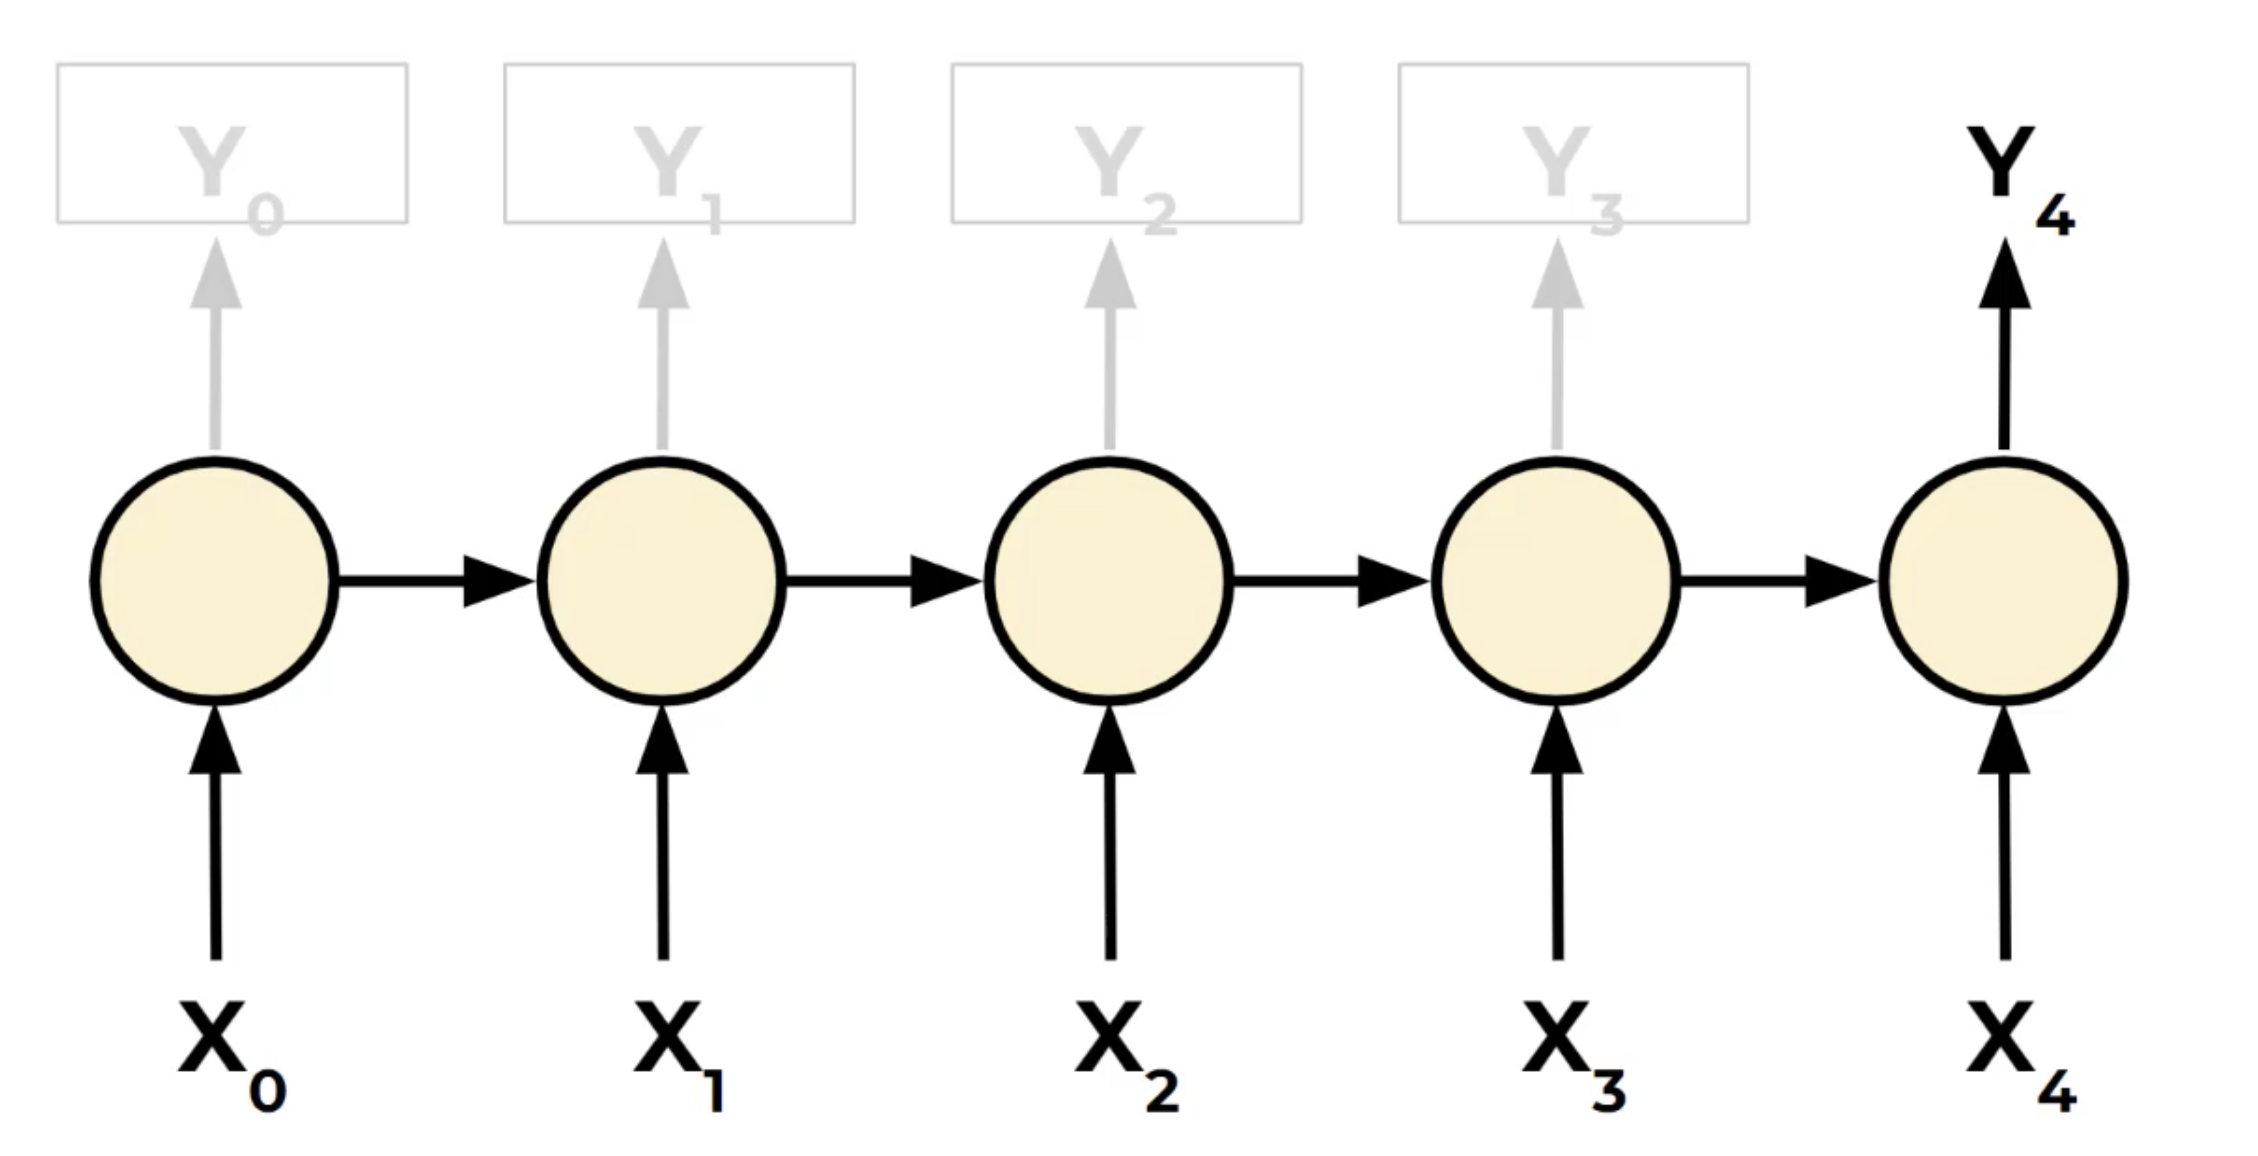 Y₀ Y₁ Y₂ Y₃ Y₄
X₀ X₁ X₂ X₃ X₄